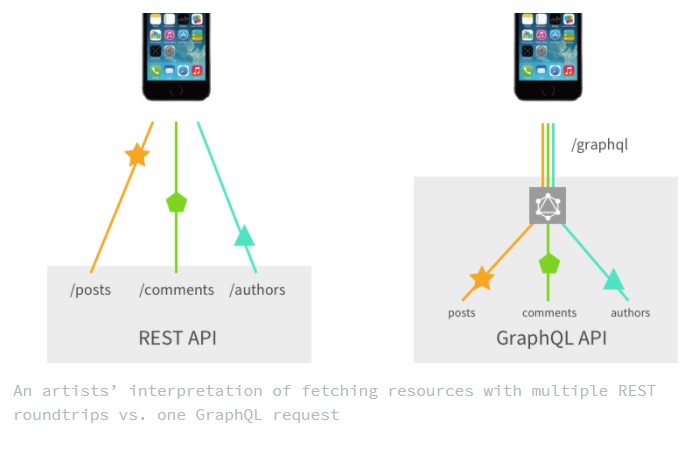 /graphql
/posts
/comments
/authors
REST API
posts
comments
authors
GraphQL API
An artists’ interpretation of fetching resources with multiple REST
roundtrips vs. one GraphQL request